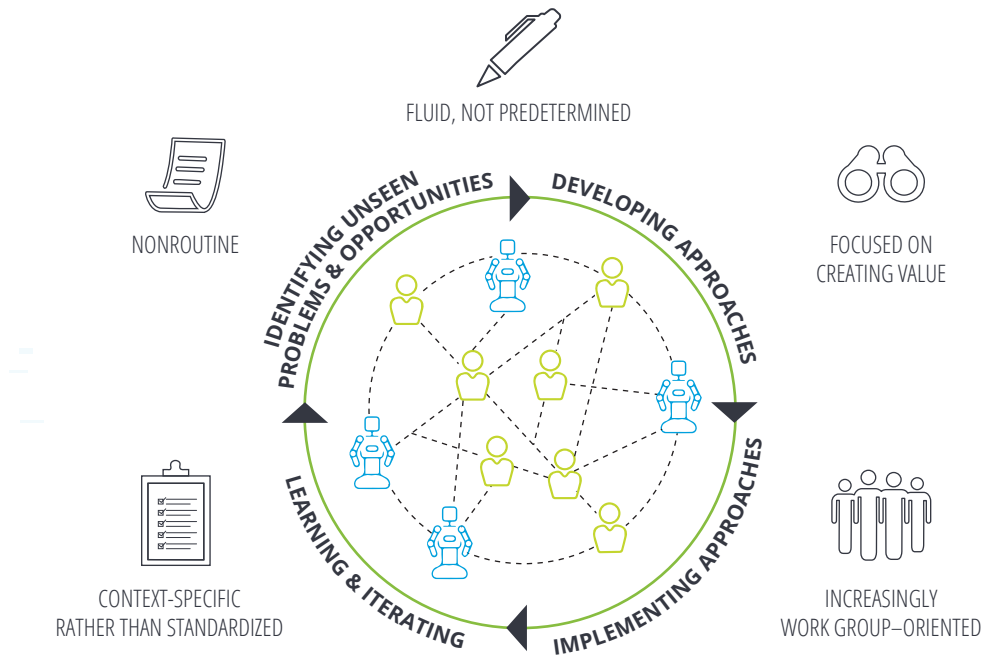 FLUID, NOT PREDETERMINED
NONROUTINE
FOCUSED ON
CREATING VALUE
IDENTIFYING UNSEEN
PROBLEMS & OPPORTUNITIES
DEVELOPING APPROACHES
LEARNING & ITERATING
IMPLEMENTING APPROACHES
CONTEXT-SPECIFIC
RATHER THAN STANDARDIZED
INCREASINGLY
WORK GROUP–ORIENTED